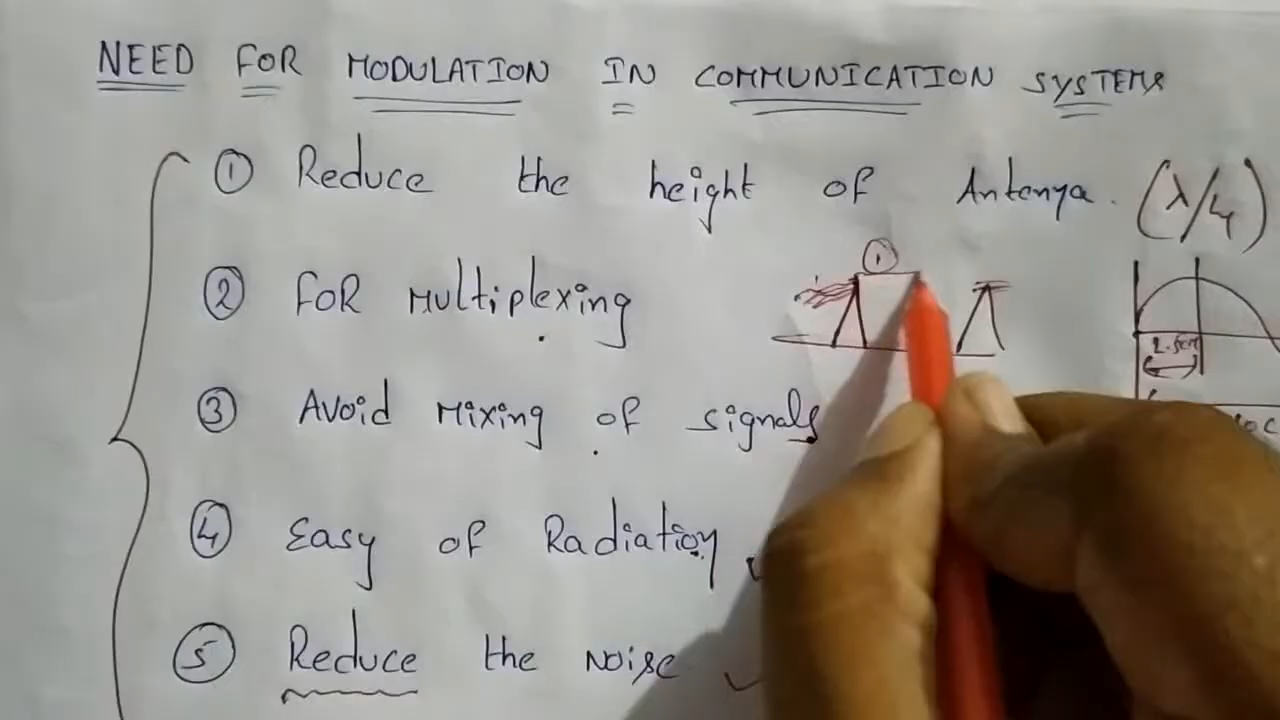 NEED FOR MODULATION IN COMMUNICATION SYSTEMS
① Reduce the height of Antenna. (λ/4)
② FOR Multiplexing
①
③ Avoid Mixing of signals
④ Easy of Radiation
⑤ Reduce the Noise